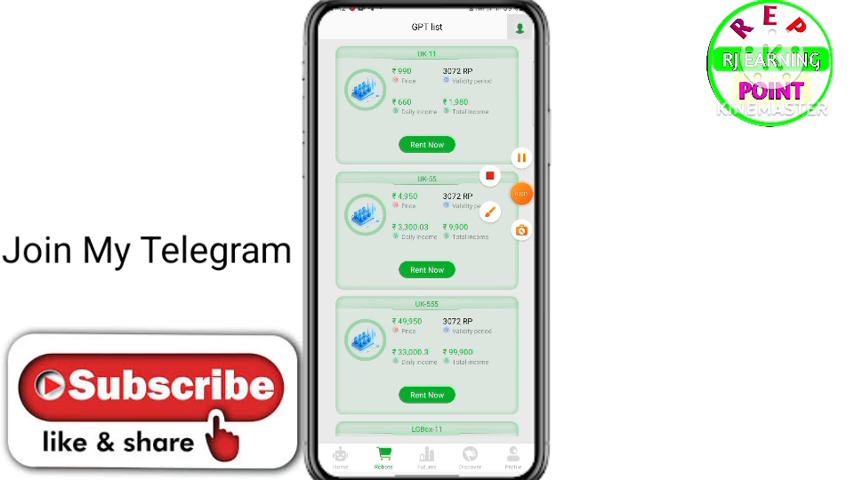 GPT list
REP
RJ EARNING
POINT
KINEMASTER
UK-11
₹ 990
3072 RP
Price
Validity period
₹ 660
₹ 1,980
Daily income
Total income
Rent Now
UK-55
₹ 4,950
3072 RP
Price
Validity pe
₹ 3,300.03
₹ 9,900
Daily income
Total income
Rent Now
UK-555
₹ 49,950
3072 RP
Price
Validity period
₹ 33,000.3
₹ 99,900
Daily income
Total income
Rent Now
LGBox-11
Home
Robots
Futures
Discover
Profile
Join My Telegram
Subscribe
like & share